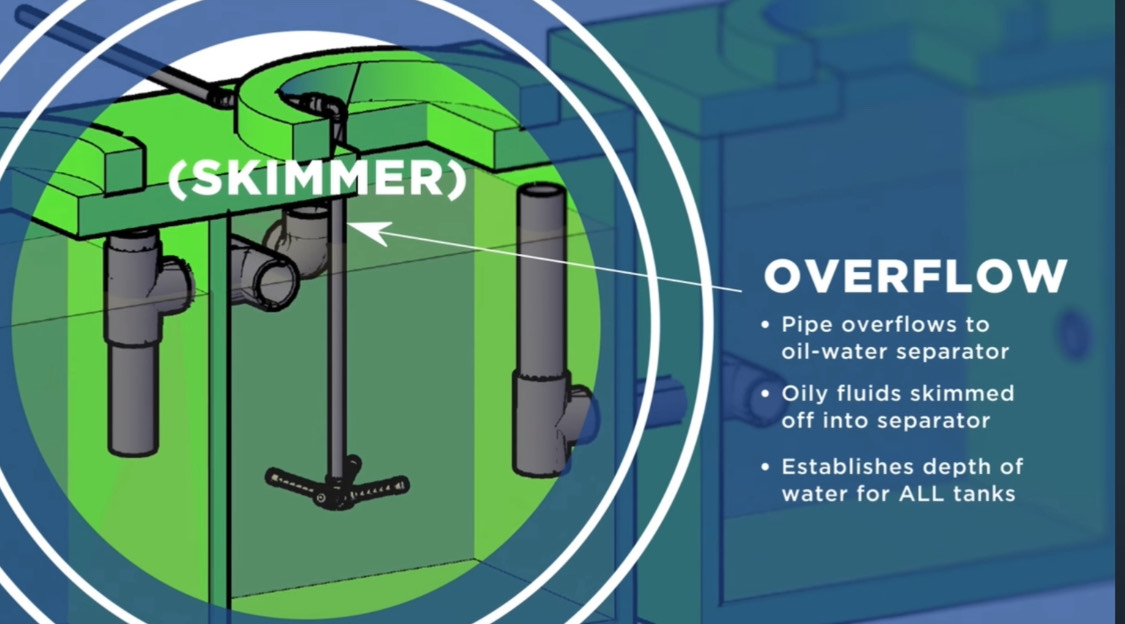 (SKIMMER)
OVERFLOW
• Pipe overflows to
oil-water separator
• Oily fluids skimmed
off into separator
• Establishes depth of
water for ALL tanks